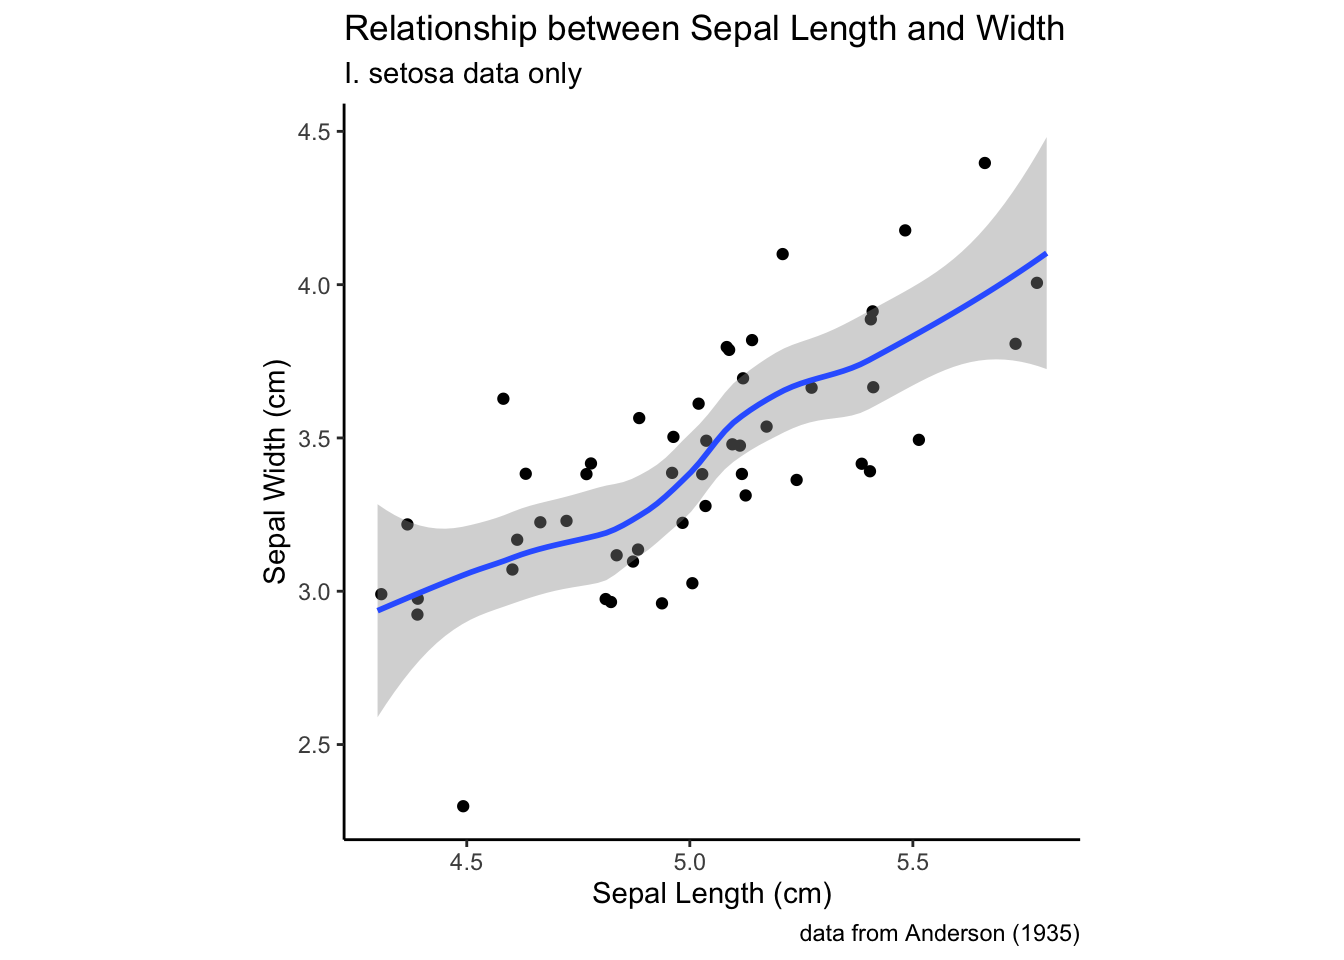 Relationship between Sepal Length and Width
I. setosa data only
4.5
4.0
3.5
3.0
2.5
Sepal Width (cm)
4.5 5.0 5.5
Sepal Length (cm)
data from Anderson (1935)